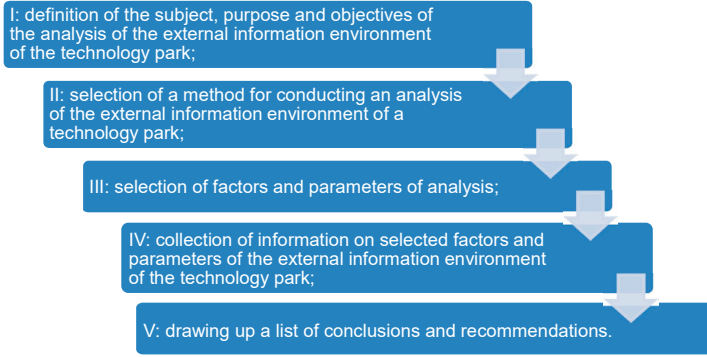 I: definition of the subject, purpose and objectives of
the analysis of the external information environment
of the technology park;
II: selection of a method for conducting an analysis
of the external information environment of a
technology park;
III: selection of factors and parameters of analysis;
IV: collection of information on selected factors and
parameters of the external information environment
of the technology park;
V: drawing up a list of conclusions and recommendations.